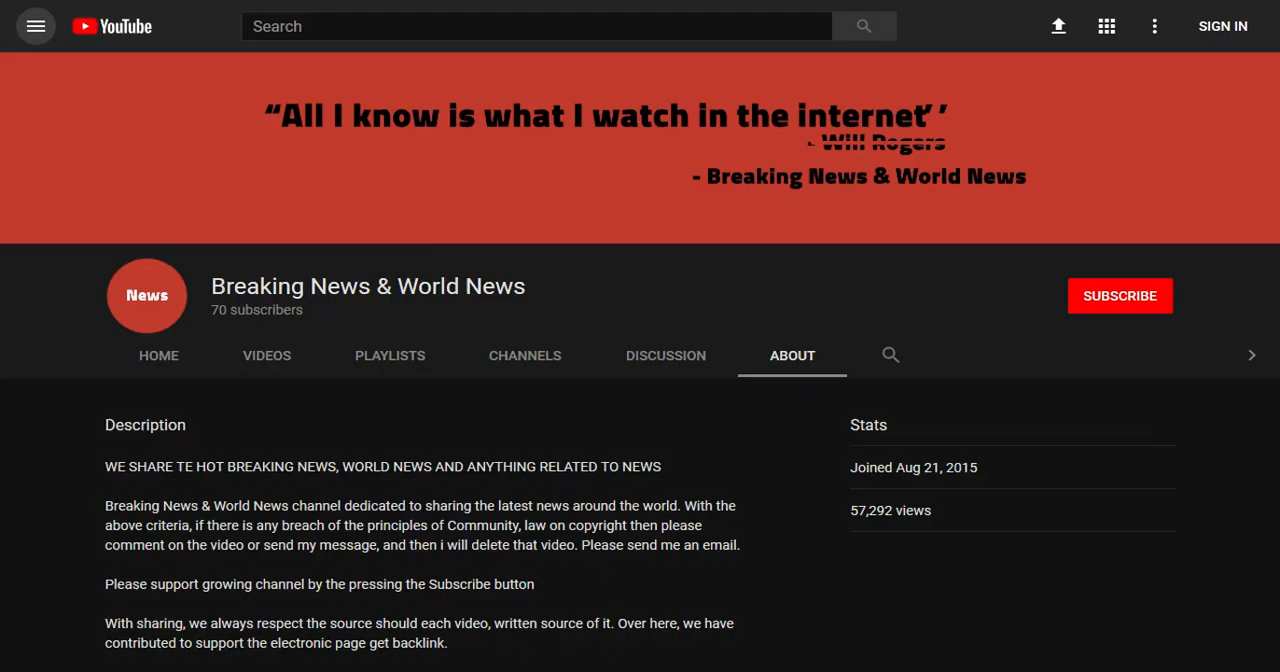 YouTube
Search
SIGN IN
“All I know is what I watch in the internet’’
- Will Rogers
- Breaking News & World News
News
Breaking News & World News
70 subscribers
SUBSCRIBE
HOME VIDEOS PLAYLISTS CHANNELS DISCUSSION ABOUT
Description
WE SHARE TE HOT BREAKING NEWS, WORLD NEWS AND ANYTHING RELATED TO NEWS
Breaking News & World News channel dedicated to sharing the latest news around the world. With the
above criteria, if there is any breach of the principles of Community, law on copyright then please
comment on the video or send my message, and then i will delete that video. Please send me an email.
Please support growing channel by the pressing the Subscribe button
With sharing, we always respect the source should each video, written source of it. Over here, we have
contributed to support the electronic page get backlink.
Stats
Joined Aug 21, 2015
57,292 views